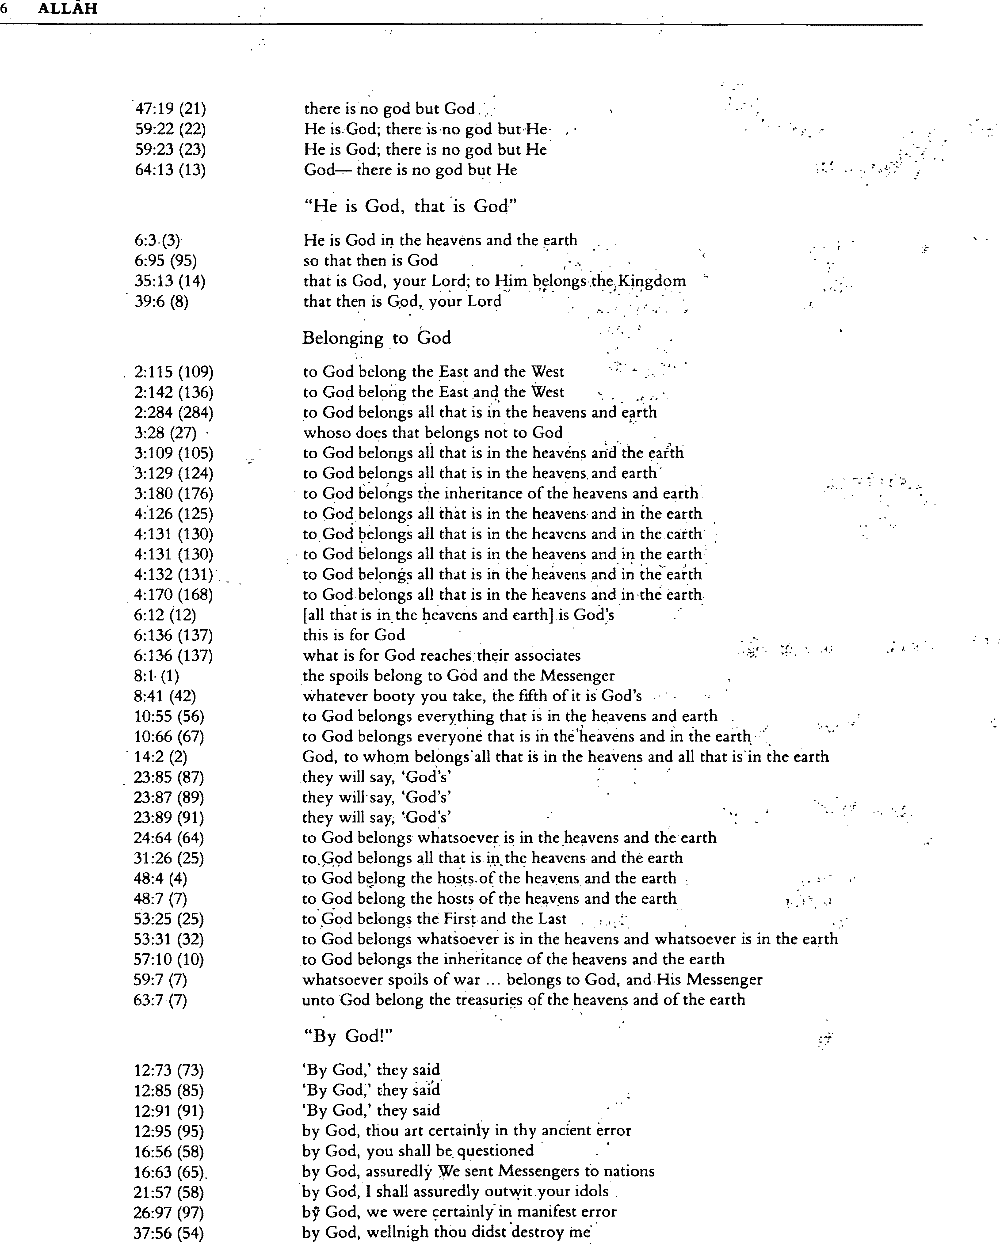 6 ALLĀH
47:19 (21) there is no god but God
59:22 (22) He is God; there is no god but He
59:23 (23) He is God; there is no god but He
64:13 (13) God— there is no god but He
“He is God, that is God”
6:3 (3) He is God in the heavens and the earth
6:95 (95) so that then is God
35:13 (14) that is God, your Lord; to Him belongs the Kingdom
39:6 (8) that then is God, your Lord
Belonging to God
2:115 (109) to God belong the East and the West
2:142 (136) to God belong the East and the West
2:284 (284) to God belongs all that is in the heavens and earth
3:28 (27) whoso does that belongs not to God
3:109 (105) to God belongs all that is in the heavens and the earth
3:129 (124) to God belongs all that is in the heavens and earth
3:180 (176) to God belongs the inheritance of the heavens and earth
4:126 (125) to God belongs all that is in the heavens and in the earth
4:131 (130) to God belongs all that is in the heavens and in the earth
4:131 (130) to God belongs all that is in the heavens and in the earth
4:132 (131) to God belongs all that is in the heavens and in the earth
4:170 (168) to God belongs all that is in the heavens and in the earth
6:12 (12) [all that is in the heavens and earth] is God's
6:136 (137) this is for God
6:136 (137) what is for God reaches their associates
8:1 (1) the spoils belong to God and the Messenger
8:41 (42) whatever booty you take, the fifth of it is God's
10:55 (56) to God belongs everything that is in the heavens and earth
10:66 (67) to God belongs everyone that is in the heavens and in the earth
14:2 (2) God, to whom belongs all that is in the heavens and all that is in the earth
23:85 (87) they will say, ‘God's’
23:87 (89) they will say, ‘God's’
23:89 (91) they will say, ‘God's’
24:64 (64) to God belongs whatsoever is in the heavens and the earth
31:26 (25) to God belongs all that is in the heavens and the earth
48:4 (4) to God belong the hosts of the heavens and the earth
48:7 (7) to God belong the hosts of the heavens and the earth
53:25 (25) to God belongs the First and the Last
53:31 (32) to God belongs whatsoever is in the heavens and whatsoever is in the earth
57:10 (10) to God belongs the inheritance of the heavens and the earth
59:7 (7) whatsoever spoils of war ... belongs to God, and His Messenger
63:7 (7) unto God belong the treasuries of the heavens and of the earth
“By God!”
12:73 (73) ‘By God,’ they said
12:85 (85) ‘By God,’ they said
12:91 (91) ‘By God,’ they said
12:95 (95) by God, thou art certainly in thy ancient error
16:56 (58) by God, you shall be questioned
16:63 (65) by God, assuredly We sent Messengers to nations
21:57 (58) by God, I shall assuredly outwit your idols
26:97 (97) by God, we were certainly in manifest error
37:56 (54) by God, wellnigh thou didst destroy me